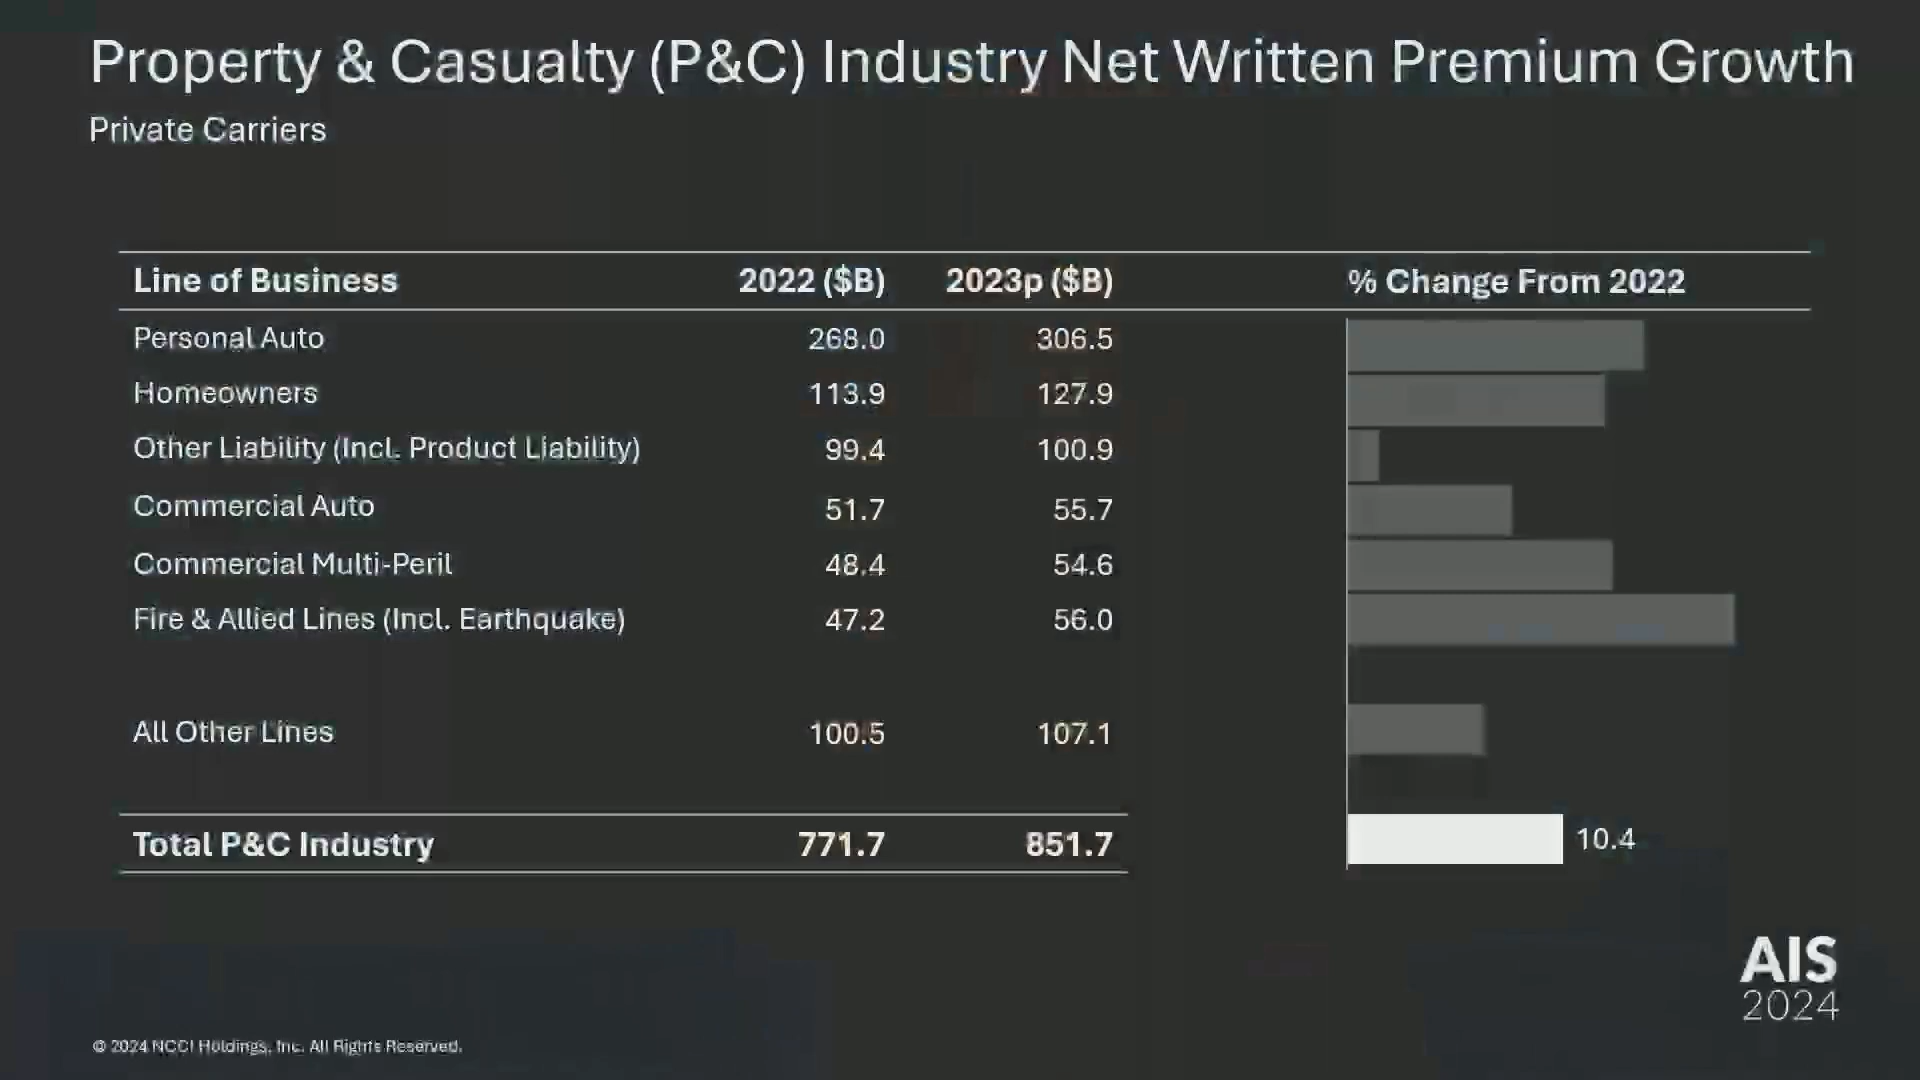 Property & Casualty (P&C) Industry Net Written Premium Growth
Private Carriers
Line of Business 2022 ($B) 2023p ($B) % Change From 2022
Personal Auto 268.0 306.5
Homeowners 113.9 127.9
Other Liability (Incl. Product Liability) 99.4 100.9
Commercial Auto 51.7 55.7
Commercial Multi-Peril 48.4 54.6
Fire & Allied Lines (Incl. Earthquake) 47.2 56.0
All Other Lines 100.5 107.1
Total P&C Industry 771.7 851.7 10.4
AIS
2024
© 2024 NCCI Holdings, Inc. All Rights Reserved.